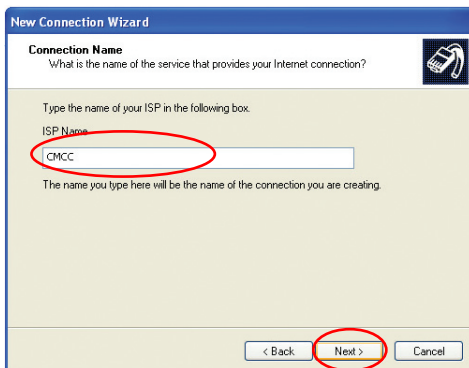 New Connection Wizard
Connection Name
What is the name of the service that provides your Internet connection?
Type the name of your ISP in the following box.
ISP Name
CMCC
The name you type here will be the name of the connection you are creating.
< Back
Next >
Cancel